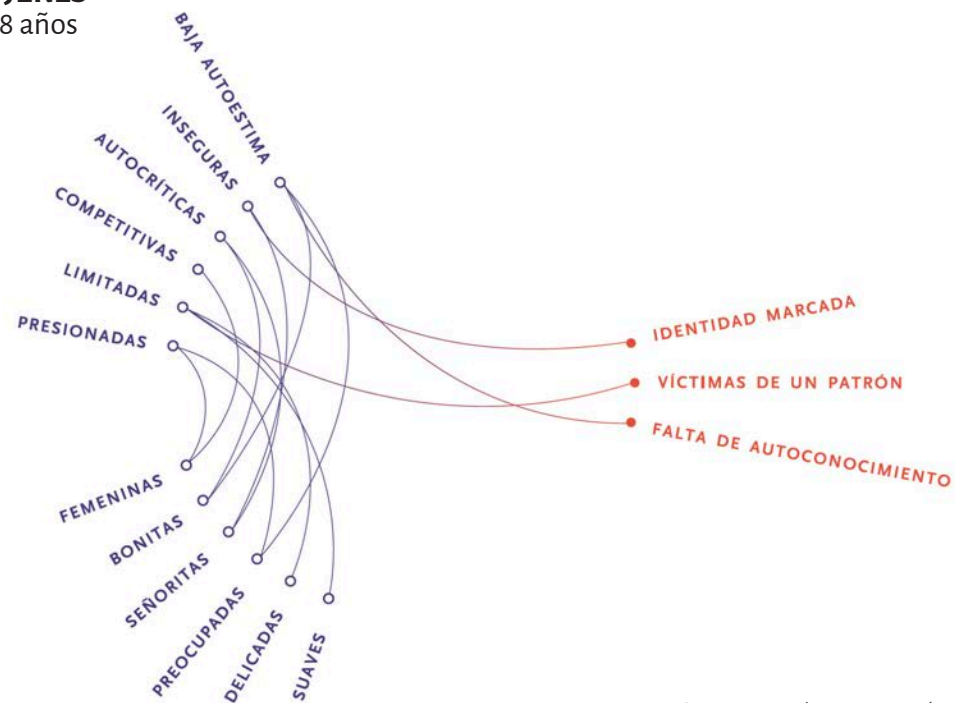 8 años
BAJA AUTOESTIMA
INSEGURAS
AUTOCRÍTICAS
COMPETITIVAS
LIMITADAS
PRESIONADAS
IDENTIDAD MARCADA
VÍCTIMAS DE UN PATRÓN
FALTA DE AUTOCONOCIMIENTO
FEMENINAS
BONITAS
SEÑORITAS
PREOCUPADAS
DELICADAS
SUAVES